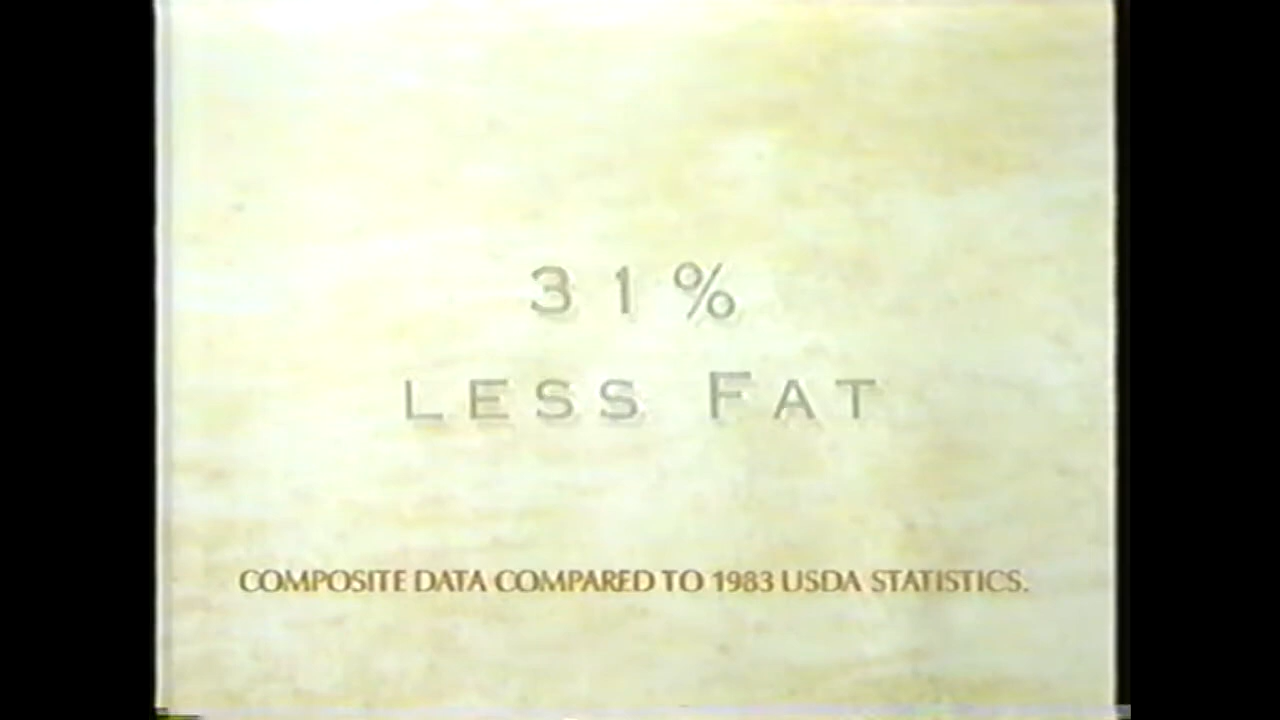 31%
LESS FAT
COMPOSITE DATA COMPARED TO 1983 USDA STATISTICS.